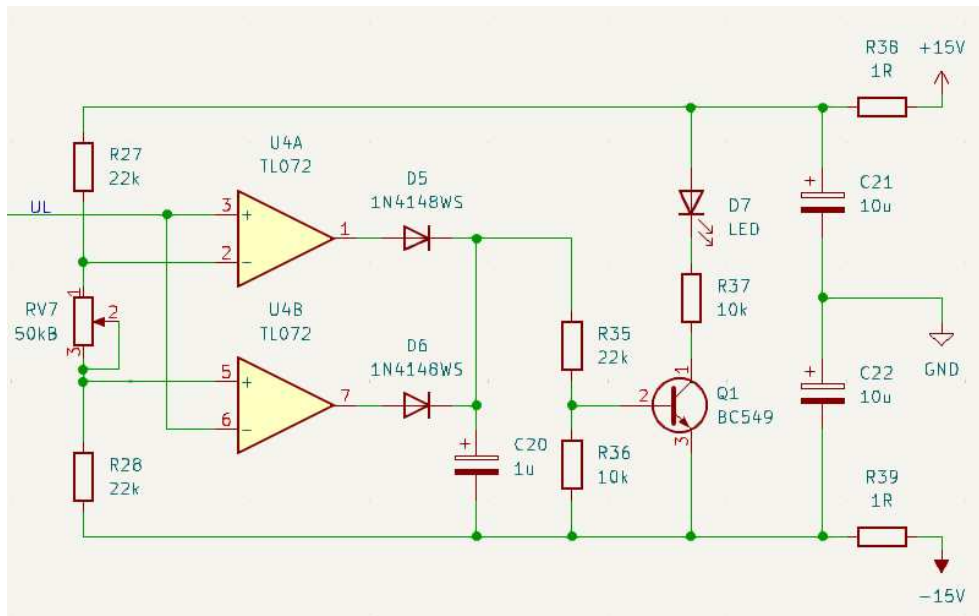 R38
1R
+15V
R27
22k
U4A
TL072
D5
1N4148WS
UL
3
+
1
2
−
D7
LED
+
C21
10u
RV7
50kB
1
2
3
U4B
TL072
R37
10k
D6
1N4148WS
R35
22k
GND
5
+
7
6
−
1
2
3
Q1
BC549
+
C22
10u
R28
22k
+
C20
1u
R36
10k
R39
1R
−15V